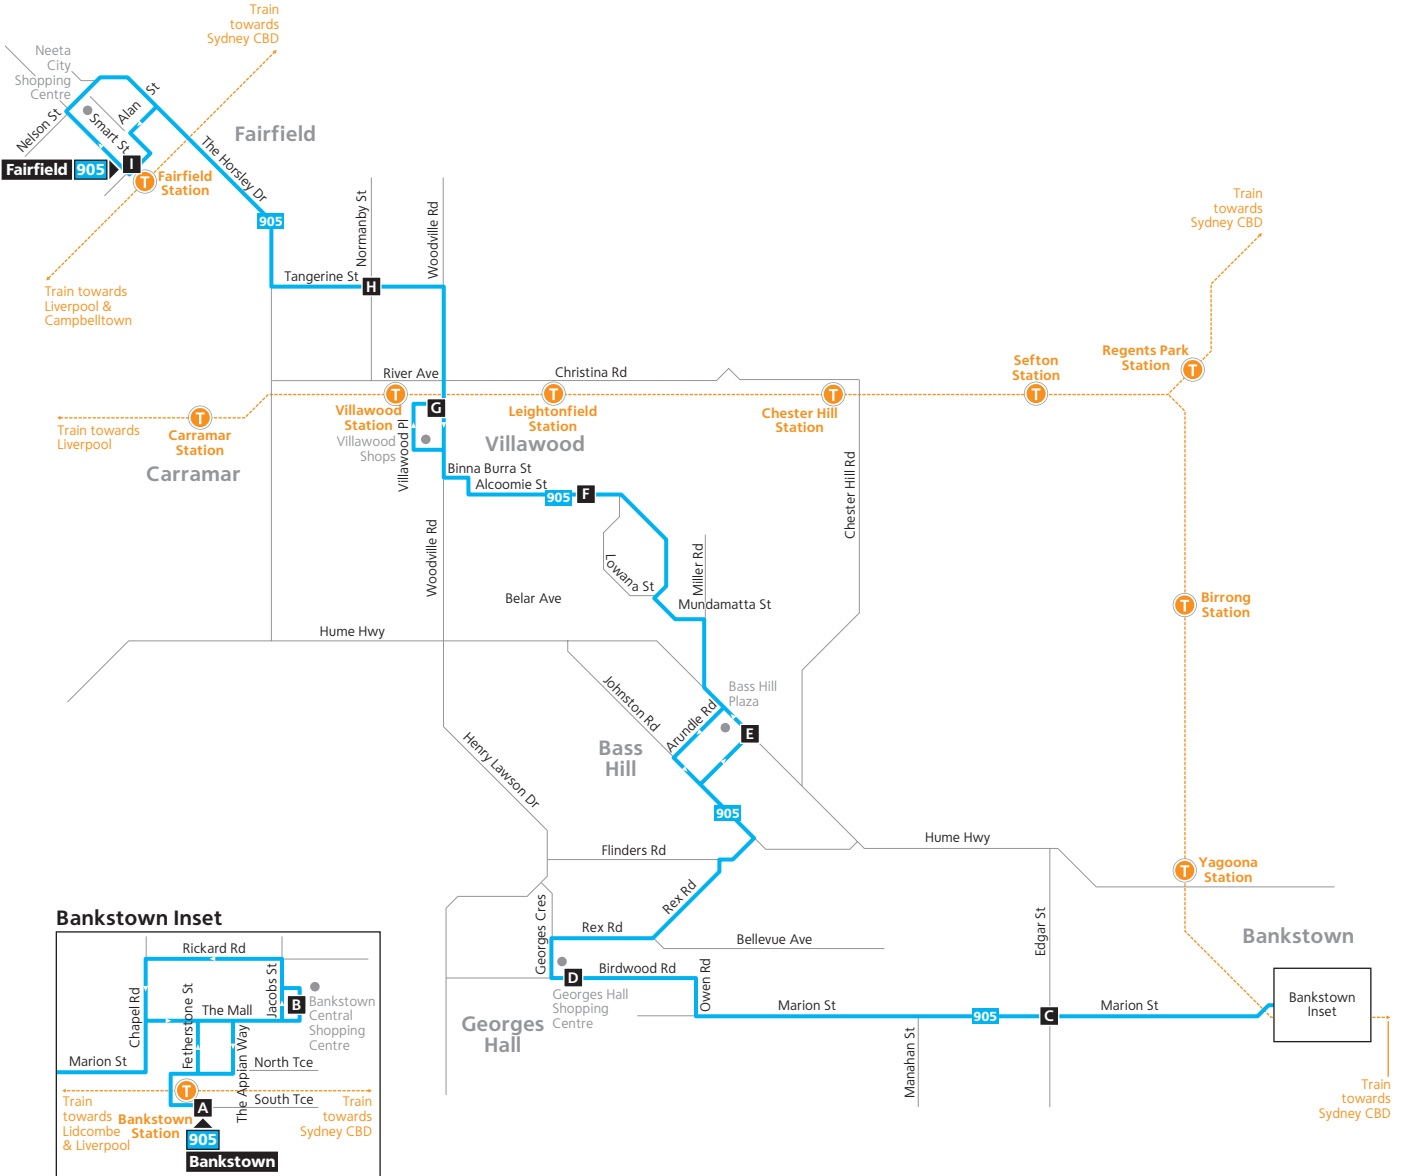 Train
towards
Sydney CBD
Neeta
City
Shopping
Centre
Nelson St
Smart St
Alan
St
Fairfield
The Horsley Dr
Fairfield
905
I
T
Fairfield
Station
905
Normanby St
Woodville Rd
Tangerine St
H
Train towards
Liverpool &
Campbelltown
Train
towards
Sydney CBD
River Ave
Christina Rd
Sefton
Station
Regents Park
Station
T
T
T
T
T
T
Villawood
Station
G
Leightonfield
Station
Chester Hill
Station
Train towards
Liverpool
Carramar
Station
Carramar
Villawood
Shops
Villawood Pl
Villawood
Binna Burra St
Alcoomie St
905
F
Chester Hill Rd
Woodville Rd
Lowana St
Miller Rd
Belar Ave
Mundamatta St
T
Birrong
Station
Hume Hwy
Johnston Rd
Bass Hill
Plaza
Arundle Rd
E
Bass
Hill
Henry Lawson Dr
905
Flinders Rd
Hume Hwy
T
Yagoona
Station
Rex Rd
Georges Cres
Rex Rd
Bellevue Ave
Edgar St
Bankstown
D
Birdwood Rd
Owen Rd
Georges Hall
Shopping
Centre
Georges
Hall
Marion St
905
C
Marion St
Manahan St
Bankstown
Inset
Train
towards
Sydney CBD
Bankstown Inset
Rickard Rd
Chapel Rd
Jacobs St
Fetherstone St
The Mall
B
Bankstown
Central
Shopping
Centre
The Appian Way
Marion St
North Tce
T
South Tce
A
Train
towards
Lidcombe
& Liverpool
Bankstown
Station
Train
towards
Sydney CBD
905
Bankstown